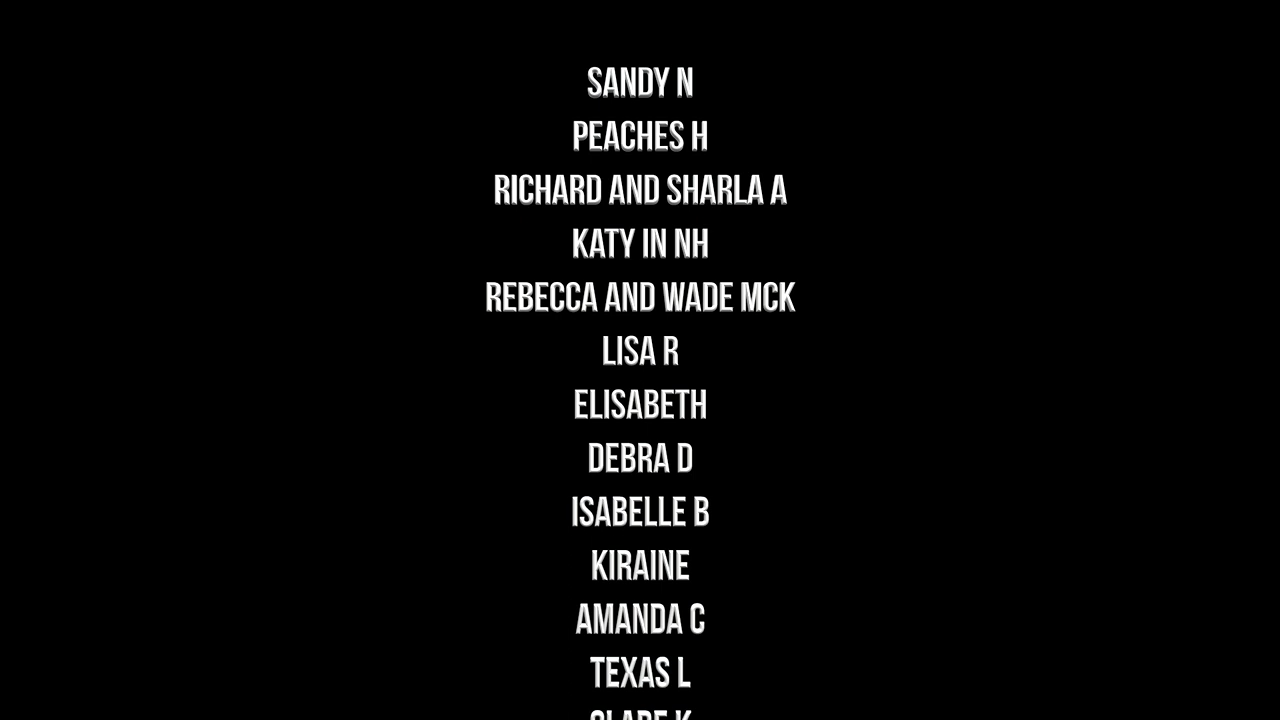 SANDY N
PEACHES H
RICHARD AND SHARLA A
KATY IN NH
REBECCA AND WADE MCK
LISA R
ELISABETH
DEBRA D
ISABELLE B
KIRAINE
AMANDA C
TEXAS L